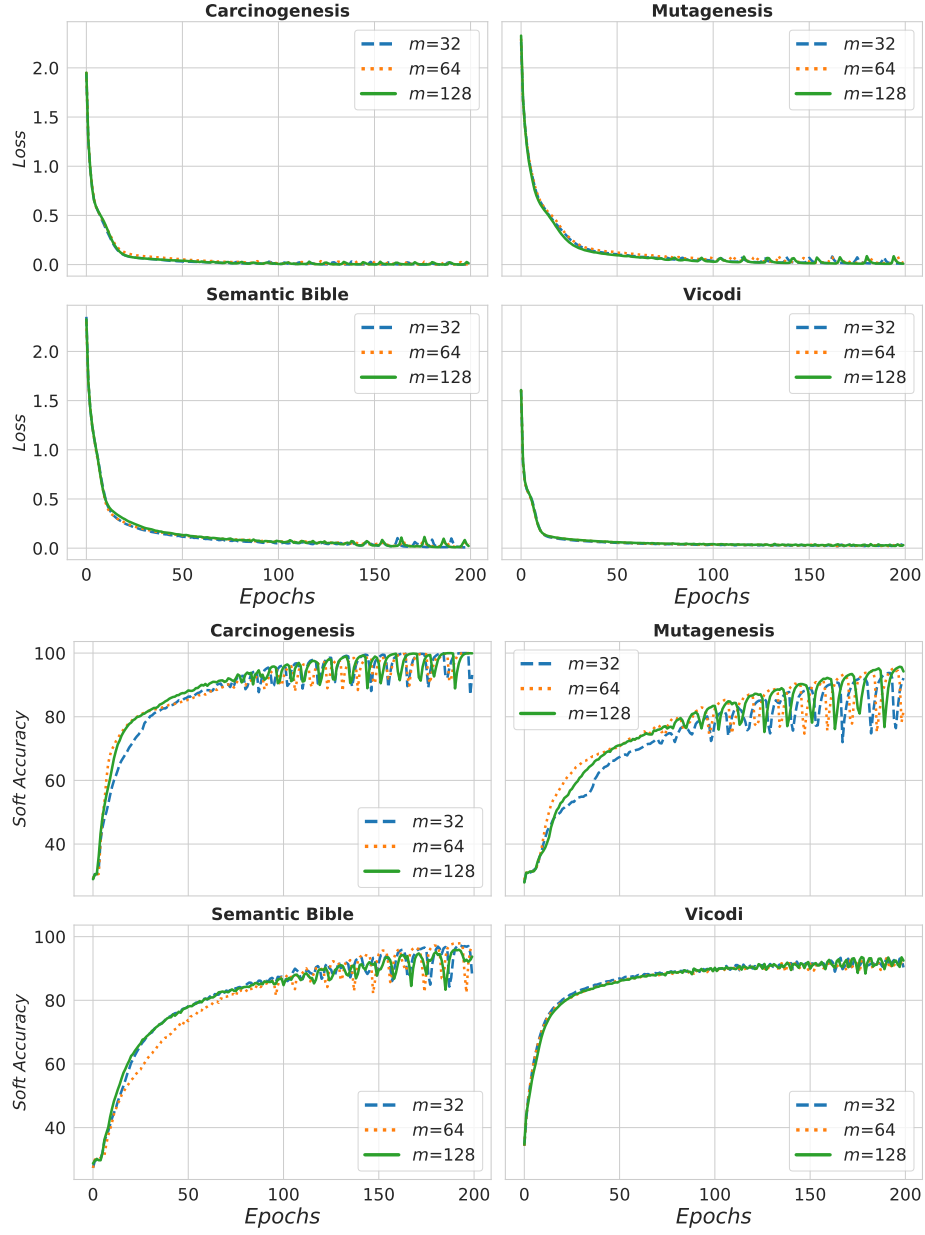 Carcinogenesis
Mutagenesis
Loss
2.0
1.5
1.0
0.5
0.0
m=32
m=64
m=128
m=32
m=64
m=128
Semantic Bible
Vicodi
Loss
2.0
1.5
1.0
0.5
0.0
m=32
m=64
m=128
m=32
m=64
m=128
0 50 100 150 200
0 50 100 150 200
Epochs
Epochs
Carcinogenesis
Mutagenesis
Soft Accuracy
100
80
60
40
m=32
m=64
m=128
m=32
m=64
m=128
Semantic Bible
Vicodi
Soft Accuracy
100
80
60
40
m=32
m=64
m=128
m=32
m=64
m=128
0 50 100 150 200
0 50 100 150 200
Epochs
Epochs